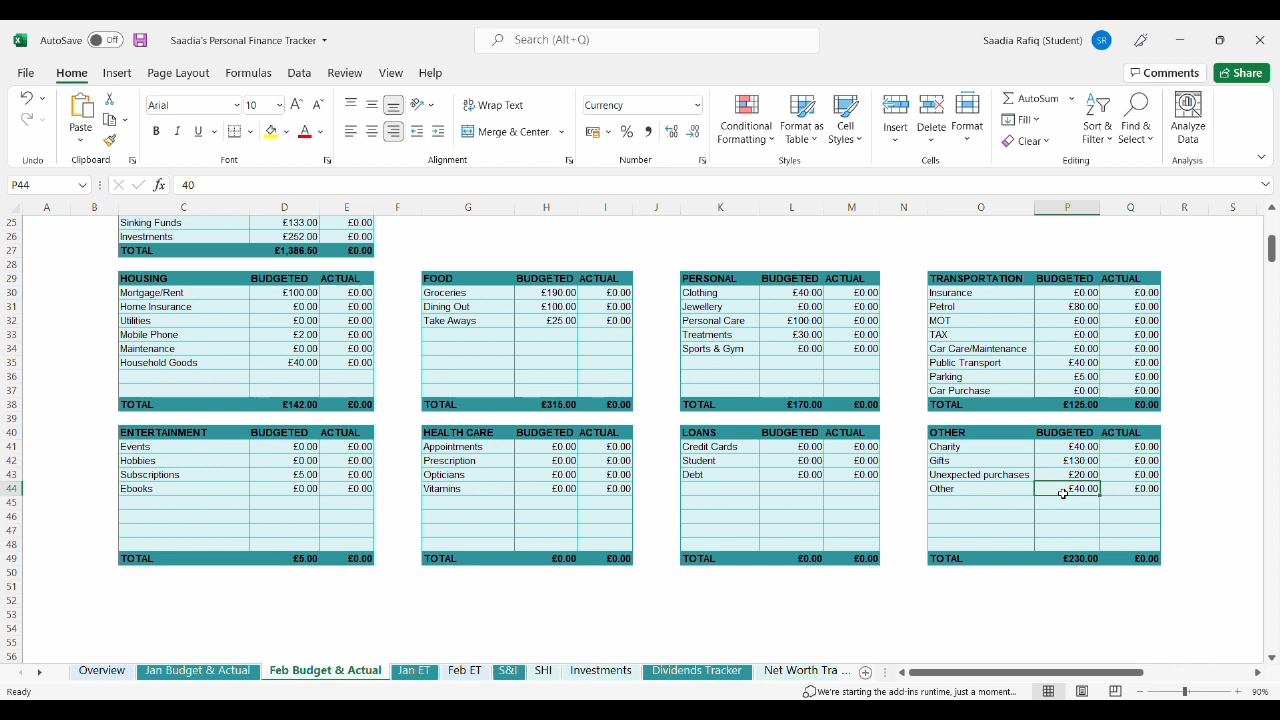 AutoSave Off Saadia's Personal Finance Tracker Search (Alt+Q) Saadia Rafiq (Student) SR
File Home Insert Page Layout Formulas Data Review View Help Comments Share
Arial 10 Wrap Text Currency AutoSum
Paste Conditional Format as Cell Insert Delete Format Fill Sort & Find & Analyze
B I U Merge & Center Formatting Table Styles Clear Filter Select Data
Undo Clipboard Font Alignment Number Styles Cells Editing Analysis
P44 fx 40
A B C D E F G H I J K L M N O P Q R S
25 Sinking Funds £133.00 £0.00
26 Investments £252.00 £0.00
27 TOTAL £1,386.50 £0.00
28
29 HOUSING BUDGETED ACTUAL FOOD BUDGETED ACTUAL PERSONAL BUDGETED ACTUAL TRANSPORTATION BUDGETED ACTUAL
30 Mortgage/Rent £100.00 £0.00 Groceries £190.00 £0.00 Clothing £40.00 £0.00 Insurance £0.00 £0.00
31 Home Insurance £0.00 £0.00 Dining Out £100.00 £0.00 Jewellery £0.00 £0.00 Petrol £80.00 £0.00
32 Utilities £0.00 £0.00 Take Aways £25.00 £0.00 Personal Care £100.00 £0.00 MOT £0.00 £0.00
33 Mobile Phone £2.00 £0.00 Treatments £30.00 £0.00 TAX £0.00 £0.00
34 Maintenance £0.00 £0.00 Sports & Gym £0.00 £0.00 Car Care/Maintenance £0.00 £0.00
35 Household Goods £40.00 £0.00 Public Transport £40.00 £0.00
36 Parking £5.00 £0.00
37 Car Purchase £0.00 £0.00
38 TOTAL £142.00 £0.00 TOTAL £315.00 £0.00 TOTAL £170.00 £0.00 TOTAL £125.00 £0.00
39
40 ENTERTAINMENT BUDGETED ACTUAL HEALTH CARE BUDGETED ACTUAL LOANS BUDGETED ACTUAL OTHER BUDGETED ACTUAL
41 Events £0.00 £0.00 Appointments £0.00 £0.00 Credit Cards £0.00 £0.00 Charity £40.00 £0.00
42 Hobbies £0.00 £0.00 Prescription £0.00 £0.00 Student £0.00 £0.00 Gifts £130.00 £0.00
43 Subscriptions £5.00 £0.00 Opticians £0.00 £0.00 Debt £0.00 £0.00 Unexpected purchases £20.00 £0.00
44 Ebooks £0.00 £0.00 Vitamins £0.00 £0.00 Other £40.00 £0.00
45
46
47
48
49 TOTAL £5.00 £0.00 TOTAL £0.00 £0.00 TOTAL £0.00 £0.00 TOTAL £230.00 £0.00
50
51
52
53
54
55
56
Overview Jan Budget & Actual Feb Budget & Actual Jan ET Feb ET S&I SHI Investments Dividends Tracker Net Worth Tra ...
Ready We're starting the add-ins runtime, just a moment... 90%